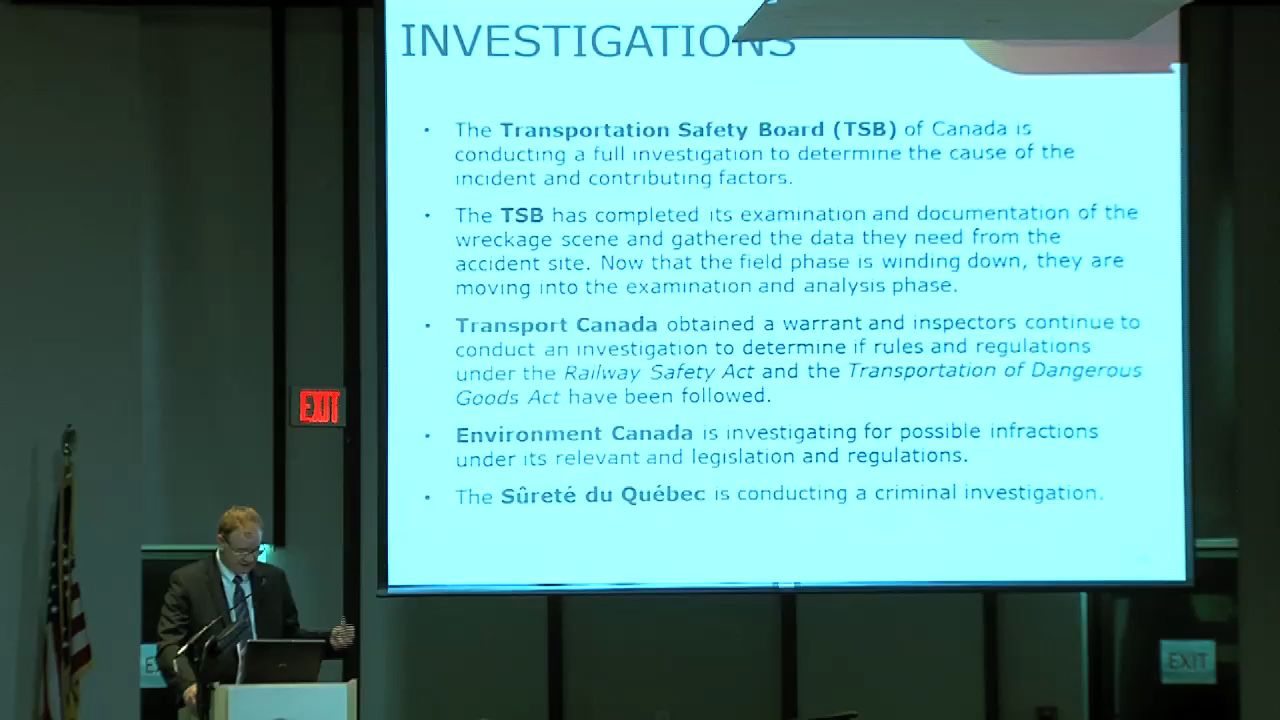 INVESTIGATIONS
• The Transportation Safety Board (TSB) of Canada is
conducting a full investigation to determine the cause of the
incident and contributing factors.
• The TSB has completed its examination and documentation of the
wreckage scene and gathered the data they need from the
accident site. Now that the field phase is winding down, they are
moving into the examination and analysis phase.
• Transport Canada obtained a warrant and inspectors continue to
conduct an investigation to determine if rules and regulations
under the Railway Safety Act and the Transportation of Dangerous
Goods Act have been followed.
• Environment Canada is investigating for possible infractions
under its relevant and legislation and regulations.
• The Sûreté du Québec is conducting a criminal investigation.
EXIT
EXIT